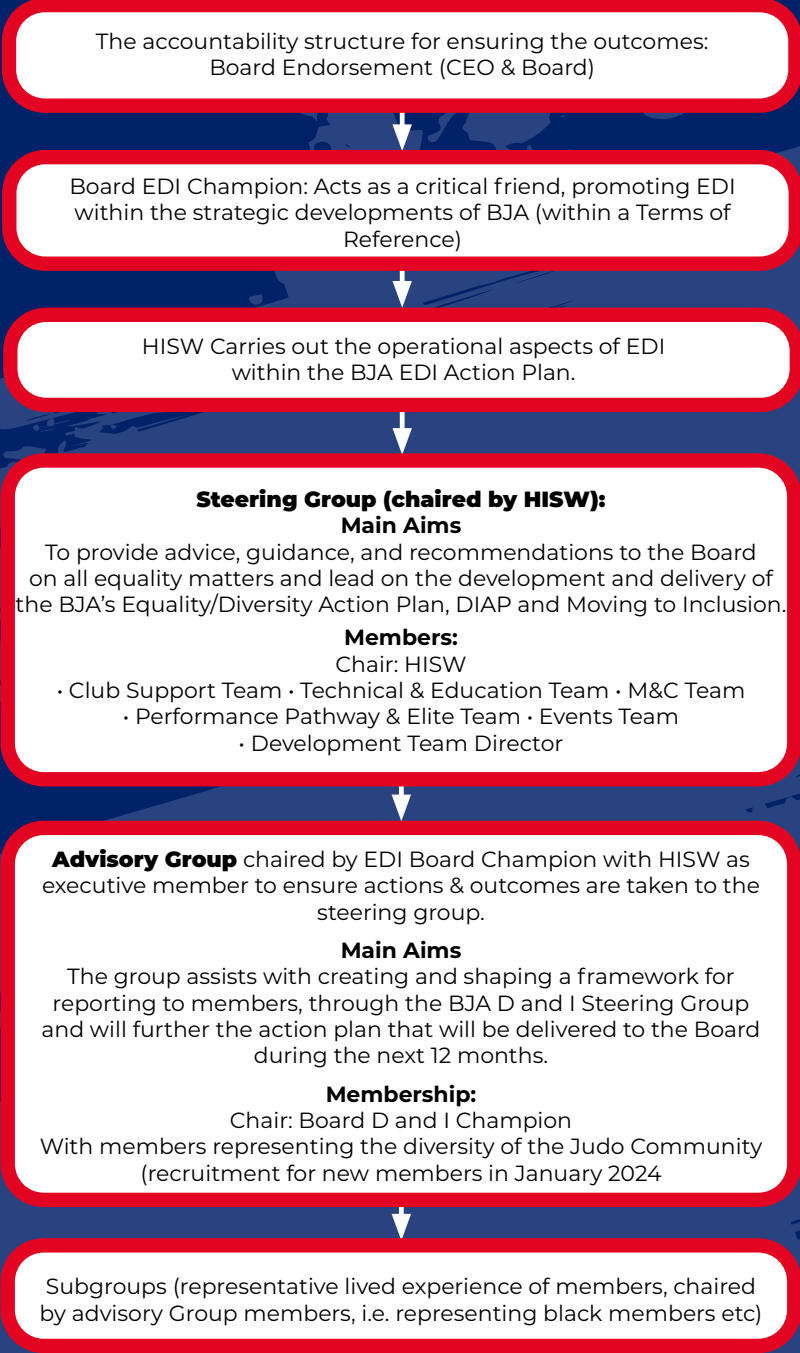 The accountability structure for ensuring the outcomes:
Board Endorsement (CEO & Board)
Board EDI Champion: Acts as a critical friend, promoting EDI
within the strategic developments of BJA (within a Terms of
Reference)
HISW Carries out the operational aspects of EDI
within the BJA EDI Action Plan.
Steering Group (chaired by HISW):
Main Aims
To provide advice, guidance, and recommendations to the Board
on all equality matters and lead on the development and delivery of
the BJA’s Equality/Diversity Action Plan, DIAP and Moving to Inclusion.
Members:
Chair: HISW
• Club Support Team • Technical & Education Team • M&C Team
• Performance Pathway & Elite Team • Events Team
• Development Team Director
Advisory Group chaired by EDI Board Champion with HISW as
executive member to ensure actions & outcomes are taken to the
steering group.
Main Aims
The group assists with creating and shaping a framework for
reporting to members, through the BJA D and I Steering Group
and will further the action plan that will be delivered to the Board
during the next 12 months.
Membership:
Chair: Board D and I Champion
With members representing the diversity of the Judo Community
(recruitment for new members in January 2024
Subgroups (representative lived experience of members, chaired
by advisory Group members, i.e. representing black members etc)